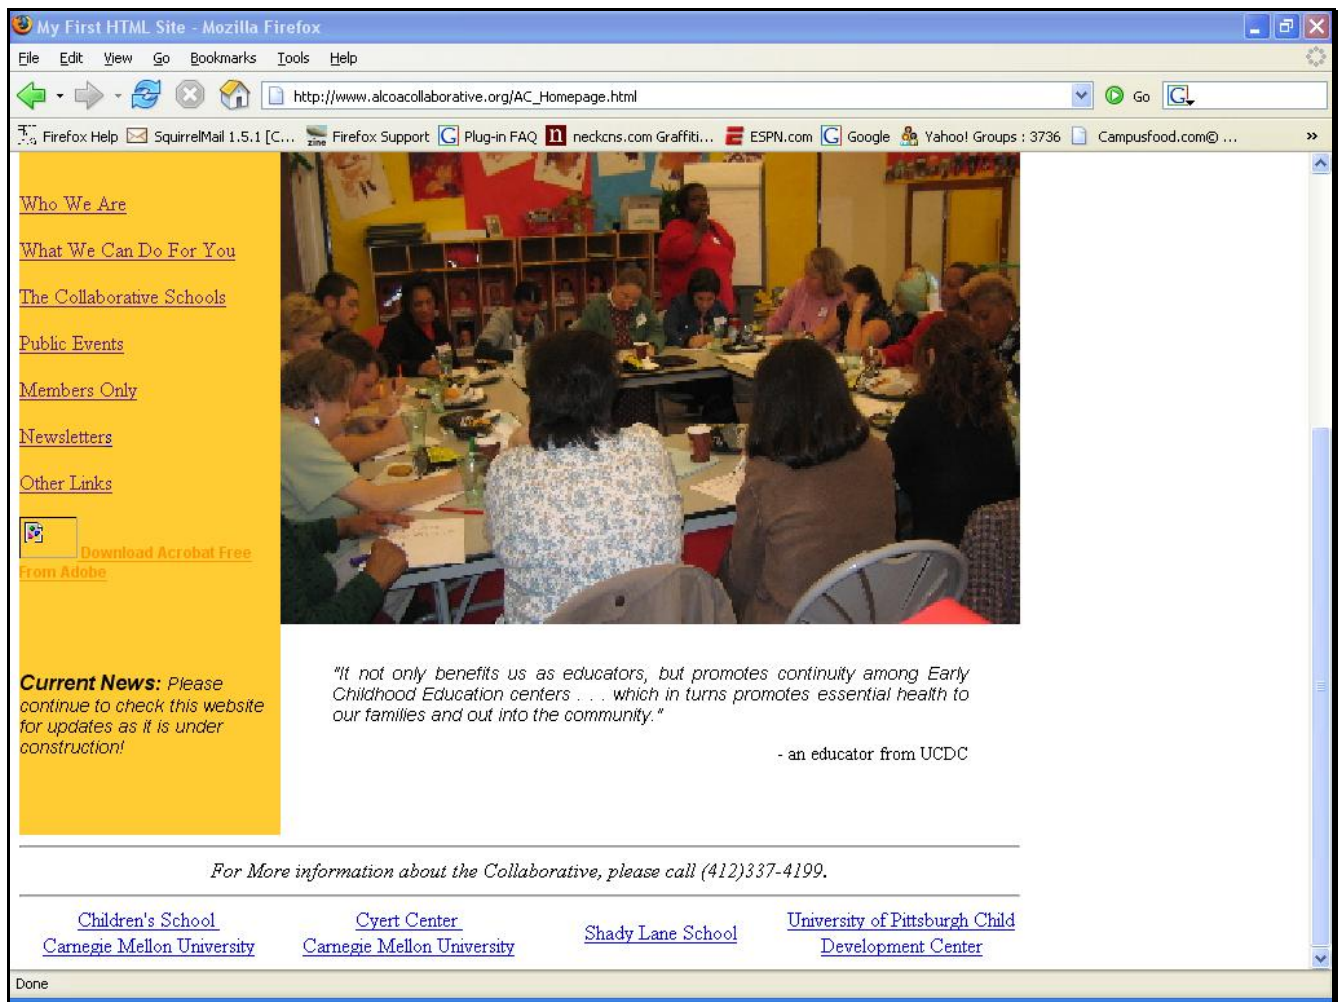 My First HTML Site - Mozilla Firefox
File Edit View Go Bookmarks Tools Help
http://www.alcoacollaborative.org/AC_Homepage.html Go
Firefox Help SquirrelMail 1.5.1 [C... Firefox Support Plug-in FAQ neckcns.com Graffiti... ESPN.com Google Yahoo! Groups : 3736 Campusfood.com© ... »
Who We Are
What We Can Do For You
The Collaborative Schools
Public Events
Members Only
Newsletters
Other Links
Download Acrobat Free
From Adobe
Current News: Please
continue to check this website
for updates as it is under
construction!
"It not only benefits us as educators, but promotes continuity among Early
Childhood Education centers . . . which in turns promotes essential health to
our families and out into the community."
- an educator from UCDC
For More information about the Collaborative, please call (412)337-4199.
Children's School
Carnegie Mellon University
Cyert Center
Carnegie Mellon University
Shady Lane School
University of Pittsburgh Child
Development Center
Done